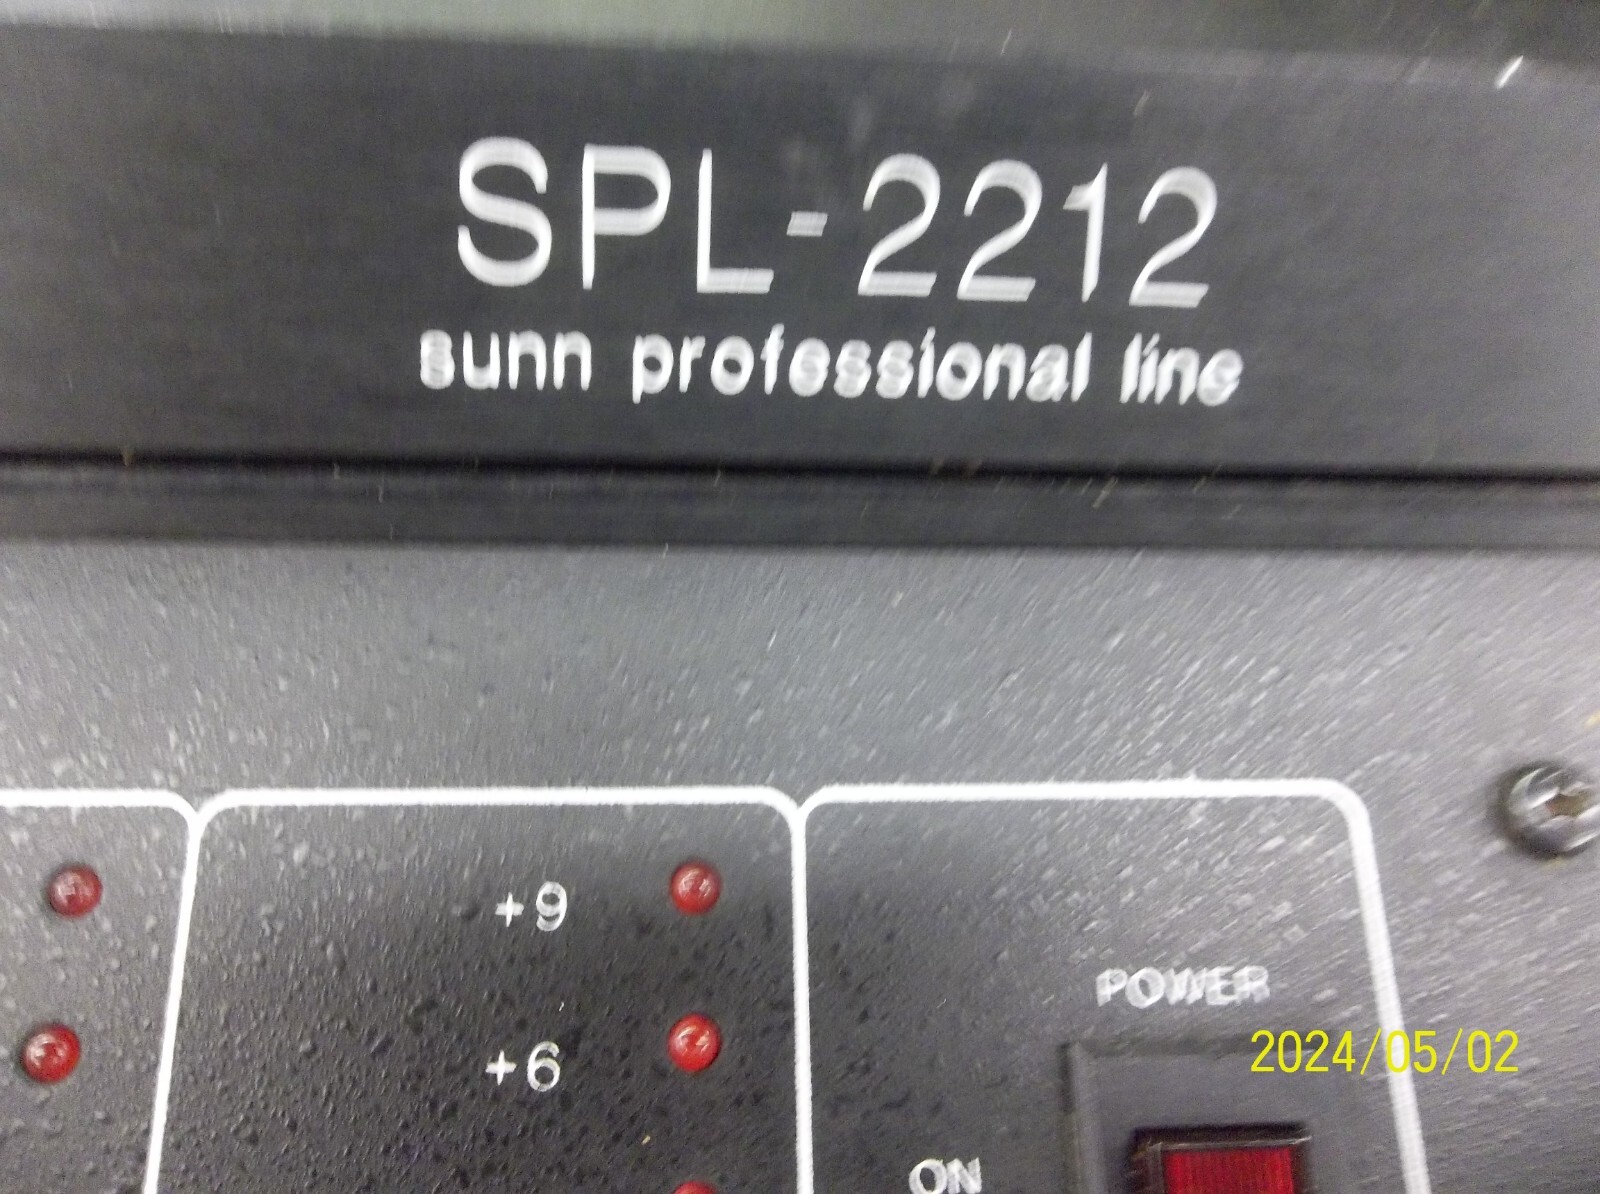 SPL-2212
sunn professional line
+9
POWER
2024/05/02
+6
ON